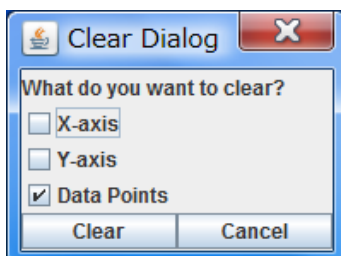 Clear Dialog
What do you want to clear?
X-axis
Y-axis
Data Points
Clear Cancel